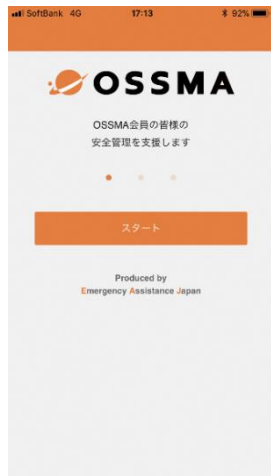 SoftBank 4G 17:13 92%
OSSMA
OSSMA会員の皆様の
安全管理を支援します
スタート
Produced by
Emergency Assistance Japan